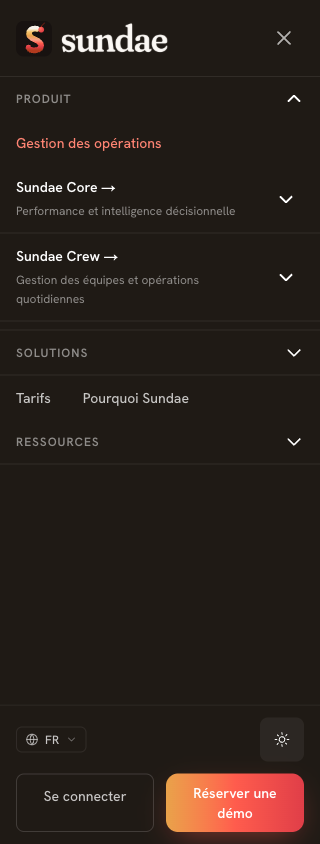 sundae
PRODUIT
Gestion des opérations
Sundae Core →
Performance et intelligence décisionnelle
Sundae Crew →
Gestion des équipes et opérations
quotidiennes
SOLUTIONS
Tarifs Pourquoi Sundae
RESSOURCES
FR
Se connecter
Réserver une
démo